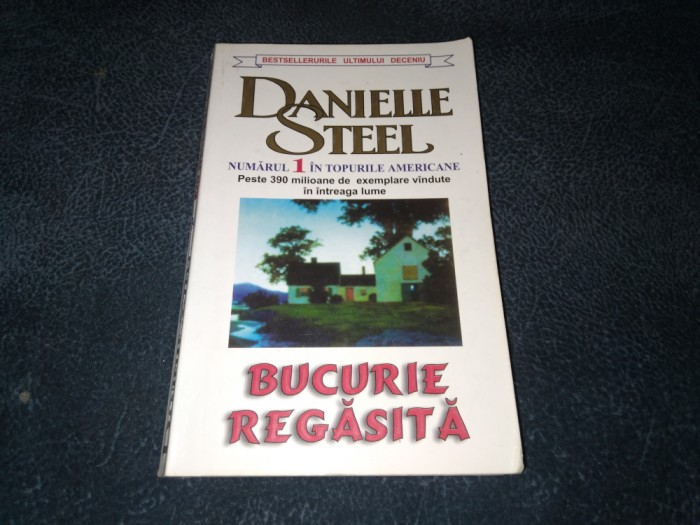 BESTSELLERURILE ULTIMULUI DECENIU
DANIELLE
STEEL
NUMĂRUL 1 ÎN TOPURILE AMERICANE
Peste 390 milioane de exemplare vîndute
în întreaga lume
BUCURIE
REGĂSITĂ